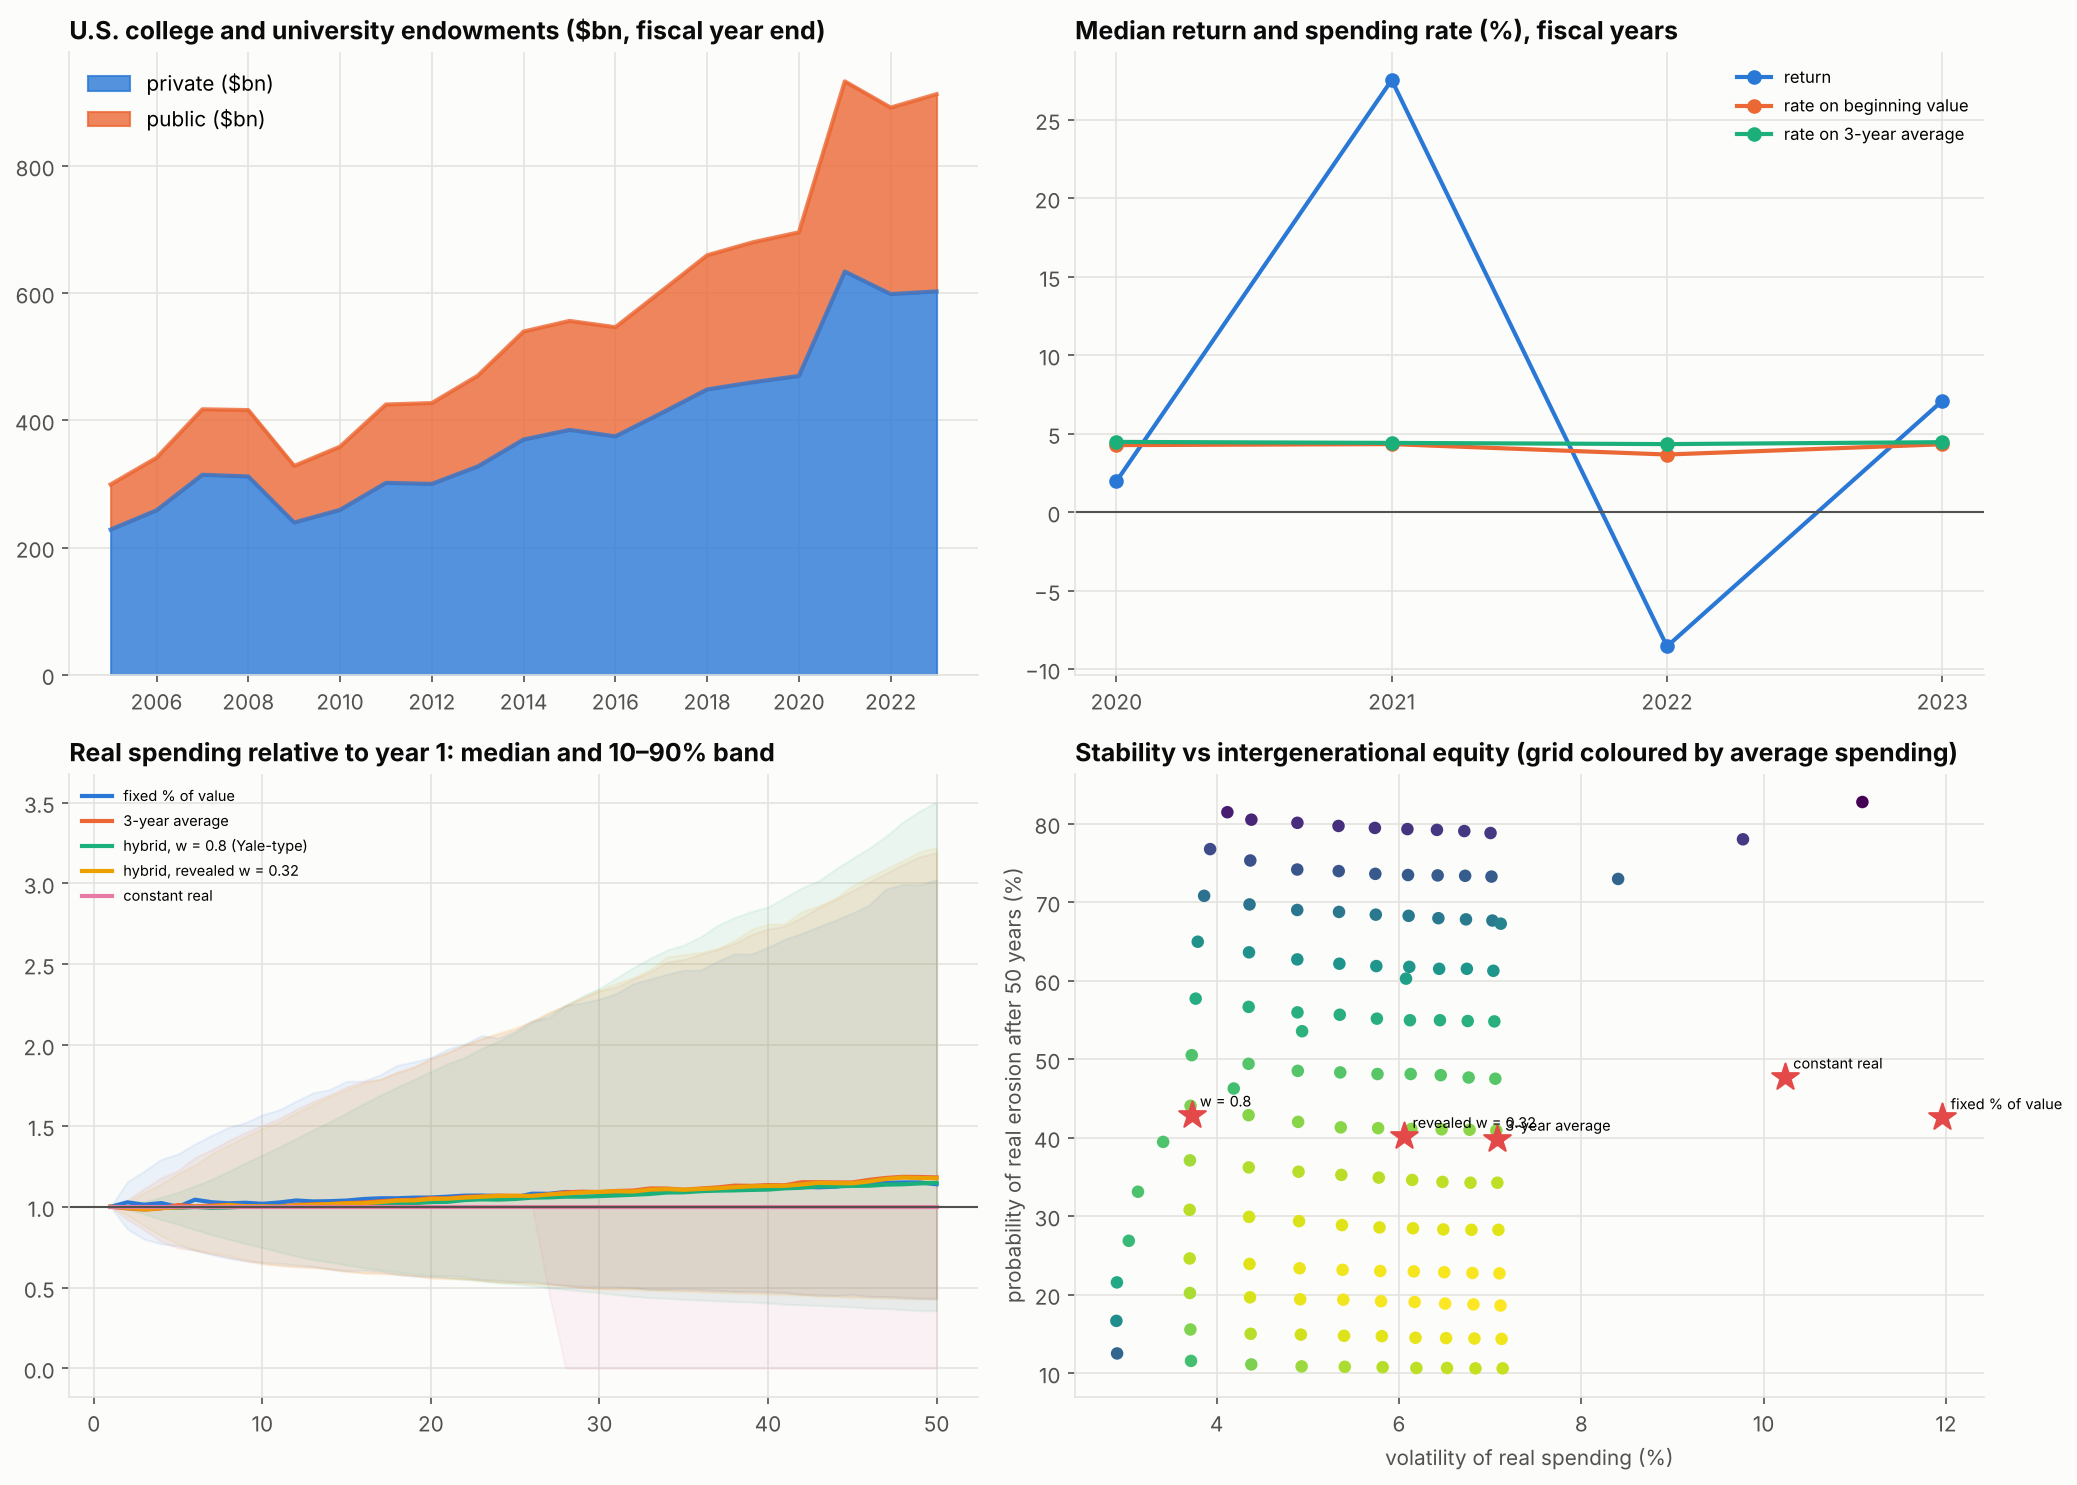 U.S. college and university endowments ($bn, fiscal year end)
private ($bn)
public ($bn)
800
600
400
200
0
2006 2008 2010 2012 2014 2016 2018 2020 2022
Median return and spending rate (%), fiscal years
return
rate on beginning value
rate on 3-year average
25
20
15
10
5
0
−5
−10
2020 2021 2022 2023
Real spending relative to year 1: median and 10–90% band
fixed % of value
3-year average
hybrid, w = 0.8 (Yale-type)
hybrid, revealed w = 0.32
constant real
3.5
3.0
2.5
2.0
1.5
1.0
0.5
0.0
0 10 20 30 40 50
Stability vs intergenerational equity (grid coloured by average spending)
probability of real erosion after 50 years (%)
80
70
60
50
40
30
20
10
constant real
w = 0.8
fixed % of value
revealed w = 0.32
3-year average
4 6 8 10 12
volatility of real spending (%)